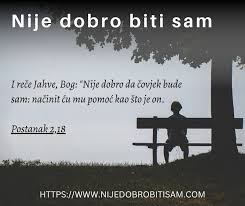 Nije dobro biti sam
I reče Jahve, Bog: "Nije dobro da čovjek bude
sam: načinit ću mu pomoć kao što je on.
Postanak 2,18
HTTPS://WWW.NIJEDOBROBITISAM.COM